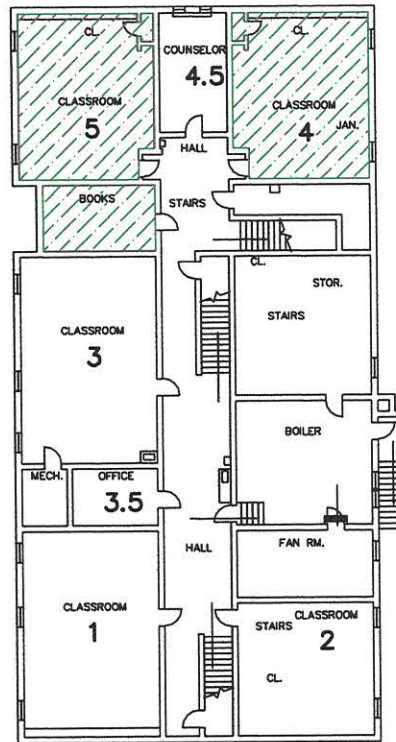 CL.
COUNSELOR
4.5
CL.
CLASSROOM
5
CLASSROOM
4
JAN.
HALL
BOOKS
STAIRS
CL.
STOR.
STAIRS
CLASSROOM
3
BOILER
MECH.
OFFICE
3.5
HALL
FAN RM.
CLASSROOM
1
CLASSROOM
STAIRS
2
CL.